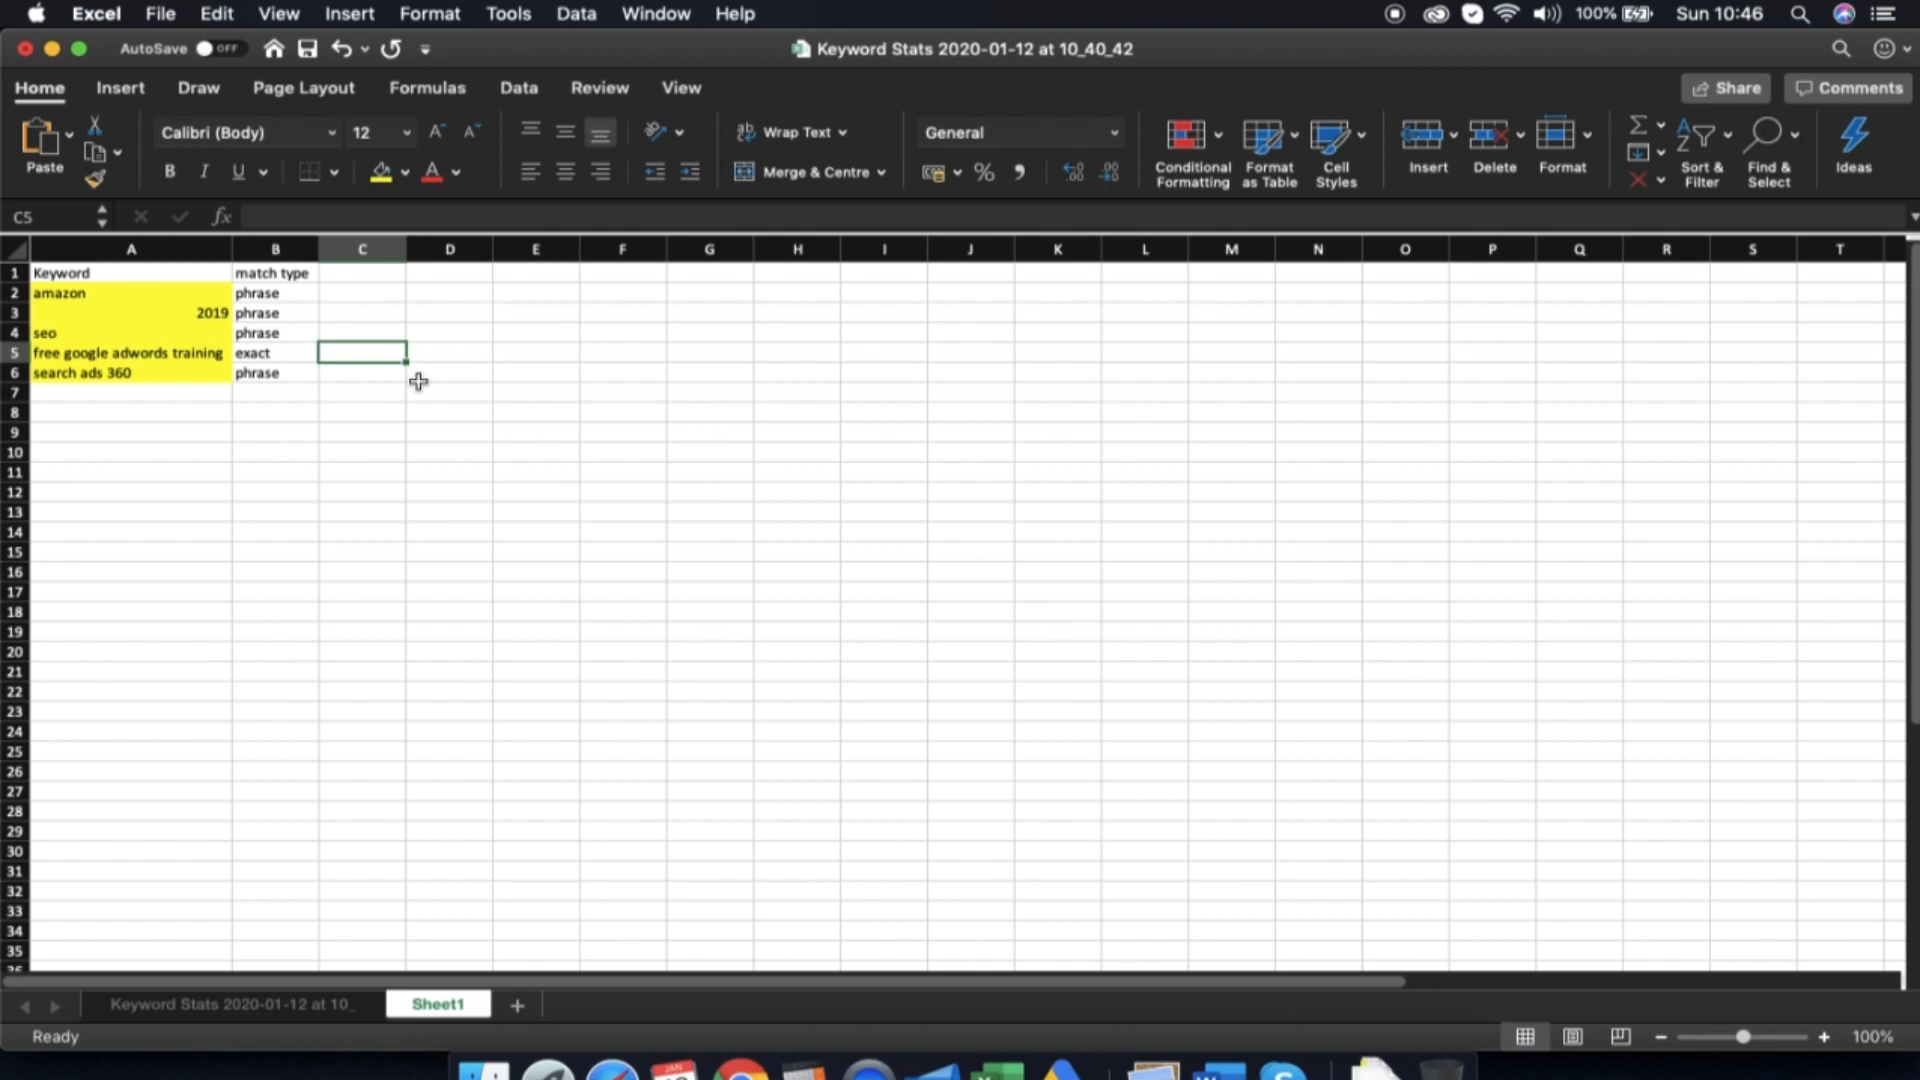 Excel File Edit View Insert Format Tools Data Window Help 100% Sun 10:46
AutoSave OFF Keyword Stats 2020-01-12 at 10_40_42
Home Insert Draw Page Layout Formulas Data Review View Share Comments
Calibri (Body) 12 A A ab Wrap Text General
Paste B I U A Merge & Centre % Conditional Formatting Format as Table Cell Styles Insert Delete Format Sort & Filter Find & Select Ideas
C5 fx
A B C D E F G H I J K L M N O P Q R S T
1 Keyword match type
2 amazon phrase
3 2019 phrase
4 seo phrase
5 free google adwords training exact
6 search ads 360 phrase
7
8
9
10
11
12
13
14
15
16
17
18
19
20
21
22
23
24
25
26
27
28
29
30
31
32
33
34
35
36
Keyword Stats 2020-01-12 at 10_ Sheet1 +
Ready 100%
JAN